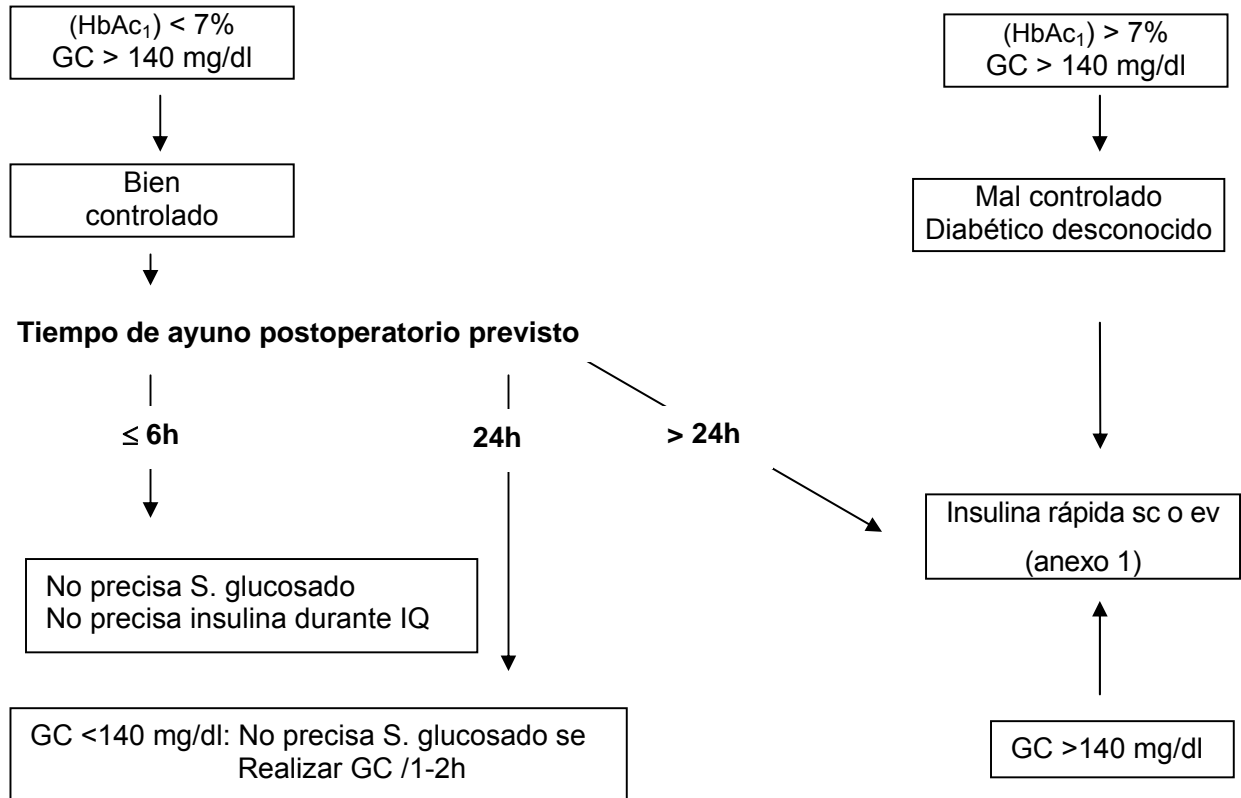 (HbAc₁) < 7%
GC > 140 mg/dl
(HbAc₁) > 7%
GC > 140 mg/dl
Bien
controlado
Mal controlado
Diabético desconocido
Tiempo de ayuno postoperatorio previsto
≤ 6h
24h
> 24h
Insulina rápida sc o ev
(anexo 1)
No precisa S. glucosado
No precisa insulina durante IQ
GC <140 mg/dl: No precisa S. glucosado se
Realizar GC /1-2h
GC >140 mg/dl